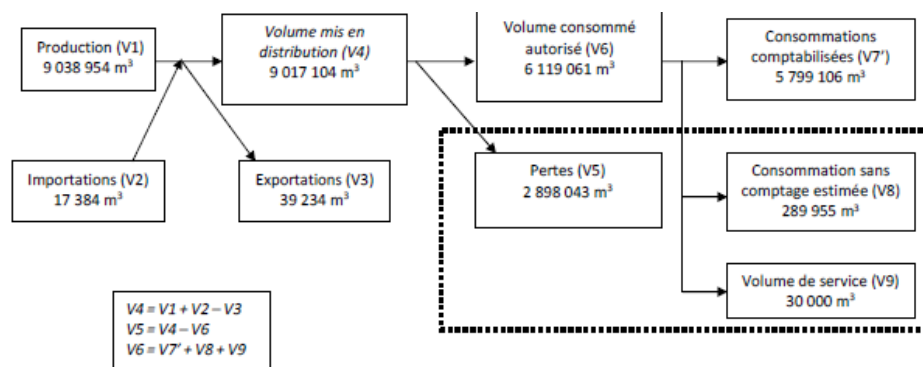 Production (V1)
9 038 954 m³
Volume mis en
distribution (V4)
9 017 104 m³
Volume consommé
autorisé (V6)
6 119 061 m³
Consommations
comptabilisées (V7')
5 799 106 m³
Importations (V2)
17 384 m³
Exportations (V3)
39 234 m³
Pertes (V5)
2 898 043 m³
Consommation sans
comptage estimée (V8)
289 955 m³
Volume de service (V9)
30 000 m³
V4 = V1 + V2 – V3
V5 = V4 – V6
V6 = V7' + V8 + V9